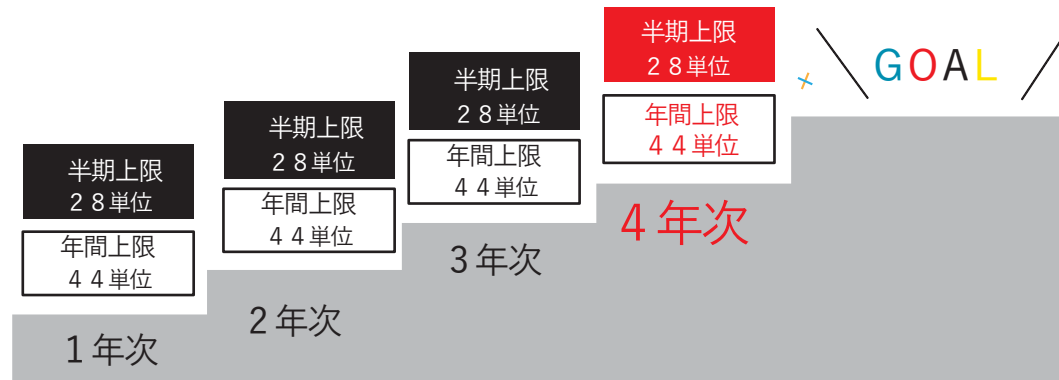 半期上限
２８単位
年間上限
４４単位
１年次
半期上限
２８単位
年間上限
４４単位
２年次
半期上限
２８単位
年間上限
４４単位
３年次
半期上限
２８単位
年間上限
４４単位
４年次
＼ GOAL ／